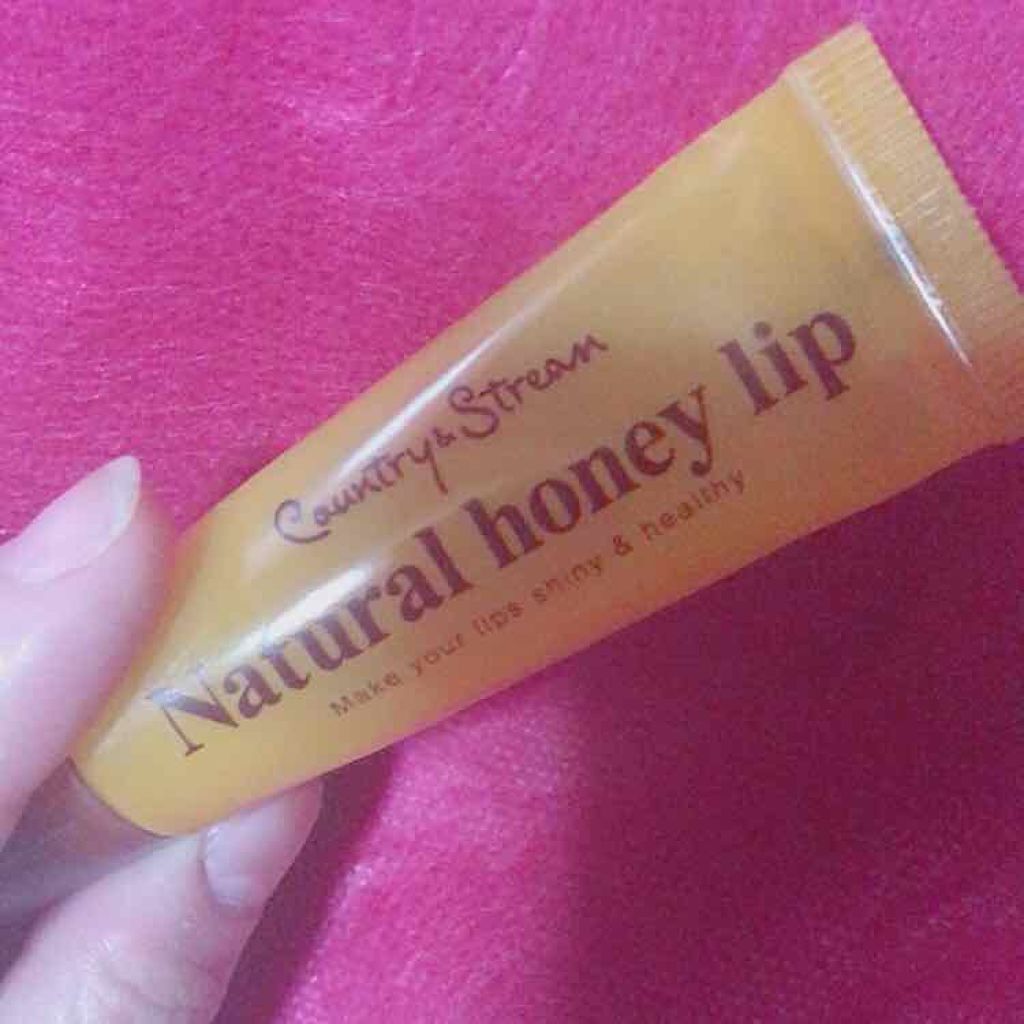 Country & Stream
Natural honey lip
Make your lips shiny & healthy